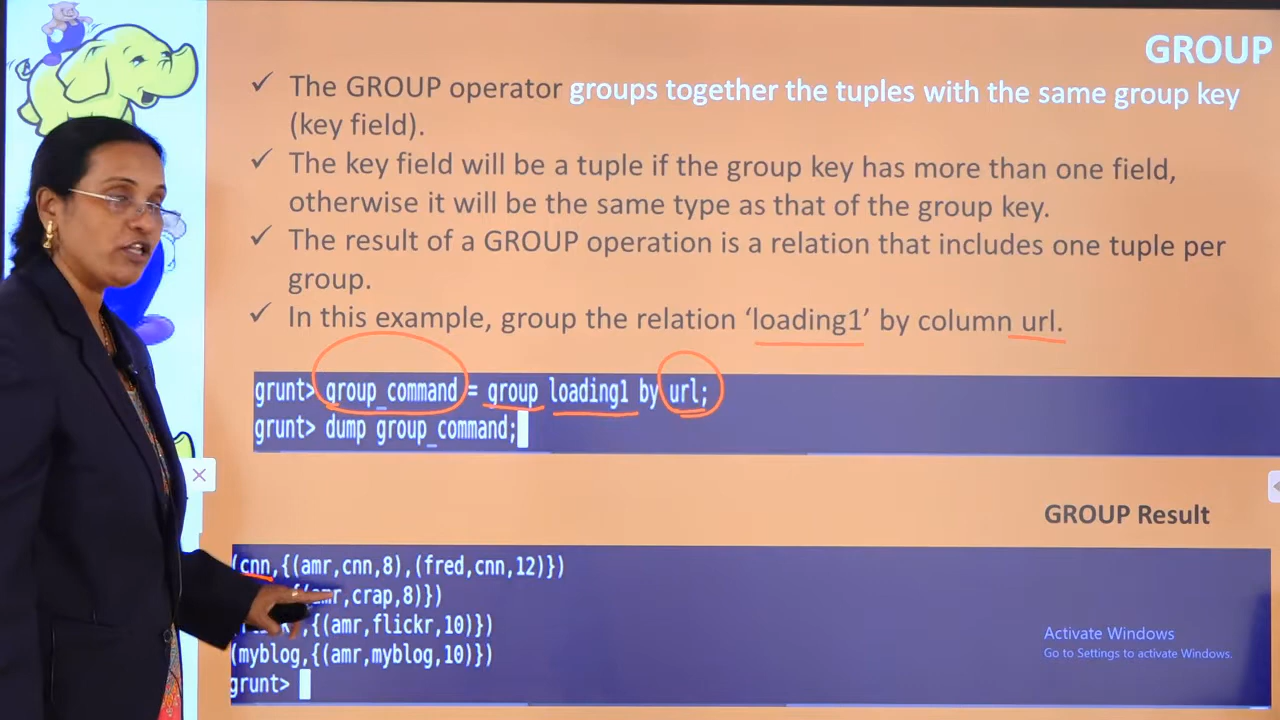 GROUP
✓ The GROUP operator groups together the tuples with the same group key
(key field).
✓ The key field will be a tuple if the group key has more than one field,
otherwise it will be the same type as that of the group key.
✓ The result of a GROUP operation is a relation that includes one tuple per
group.
✓ In this example, group the relation ‘loading1’ by column url.
grunt> group_command = group loading1 by url;
grunt> dump group_command;
GROUP Result
(cnn,{(amr,cnn,8),(fred,cnn,12)})
amr,crap,8)})
,{(amr,flickr,10)})
(myblog,{(amr,myblog,10)})
grunt>
Activate Windows
Go to Settings to activate Windows.